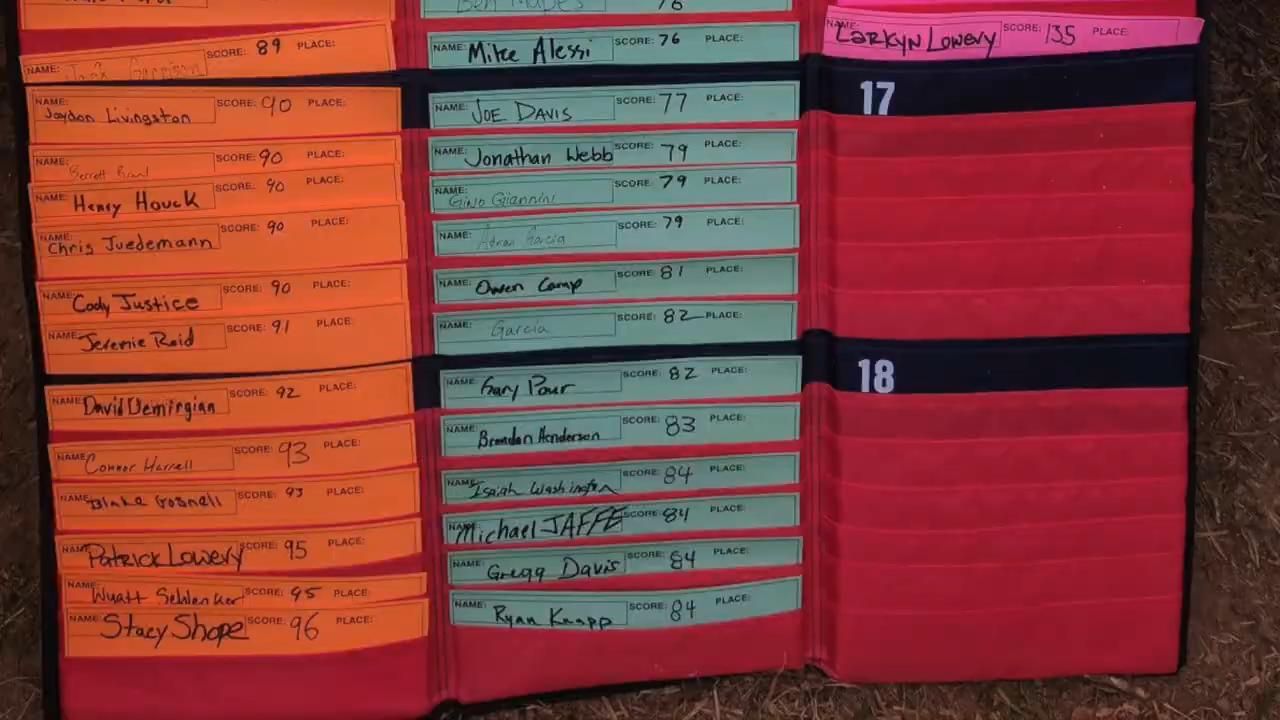 SCORE: 89 PLACE:
NAME: Jack Garrison
NAME: Jaydon Livingston SCORE: 90 PLACE:
NAME: SCORE: 90 PLACE:
NAME: Henry Houck SCORE: 90 PLACE:
NAME: Chris Juedemann SCORE: 90 PLACE:
NAME: Cody Justice SCORE: 90 PLACE:
NAME: Jeremie Reid SCORE: 91 PLACE:
NAME: David Demirgian SCORE: 92 PLACE:
NAME: Connor Harrell SCORE: 93 PLACE:
NAME: Blake Gosnell SCORE: 93 PLACE:
NAME: Patrick Lowery SCORE: 95 PLACE:
NAME: Wyatt Sehlenker SCORE: 95 PLACE:
NAME: Stacy Shope SCORE: 96 PLACE:
Ben Mapes 76
NAME: Mike Alessi SCORE: 76 PLACE:
NAME: JOE DAVIS SCORE: 77 PLACE:
NAME: Jonathan Webb SCORE: 79 PLACE:
NAME: Gino Giannini SCORE: 79 PLACE:
NAME: Adran Garcia SCORE: 79 PLACE:
NAME: Owen Camp SCORE: 81 PLACE:
NAME: Garcia SCORE: 82 PLACE:
NAME: Gary Pour SCORE: 82 PLACE:
NAME: Brendon Henderson SCORE: 83 PLACE:
NAME: Isaiah Washington SCORE: 84 PLACE:
NAME: Michael JAFFE SCORE: 84 PLACE:
NAME: Gregg Davis SCORE: 84 PLACE:
NAME: Ryan Knapp SCORE: 84 PLACE:
NAME: LARKYN LOWERY SCORE: 135 PLACE:
17
18